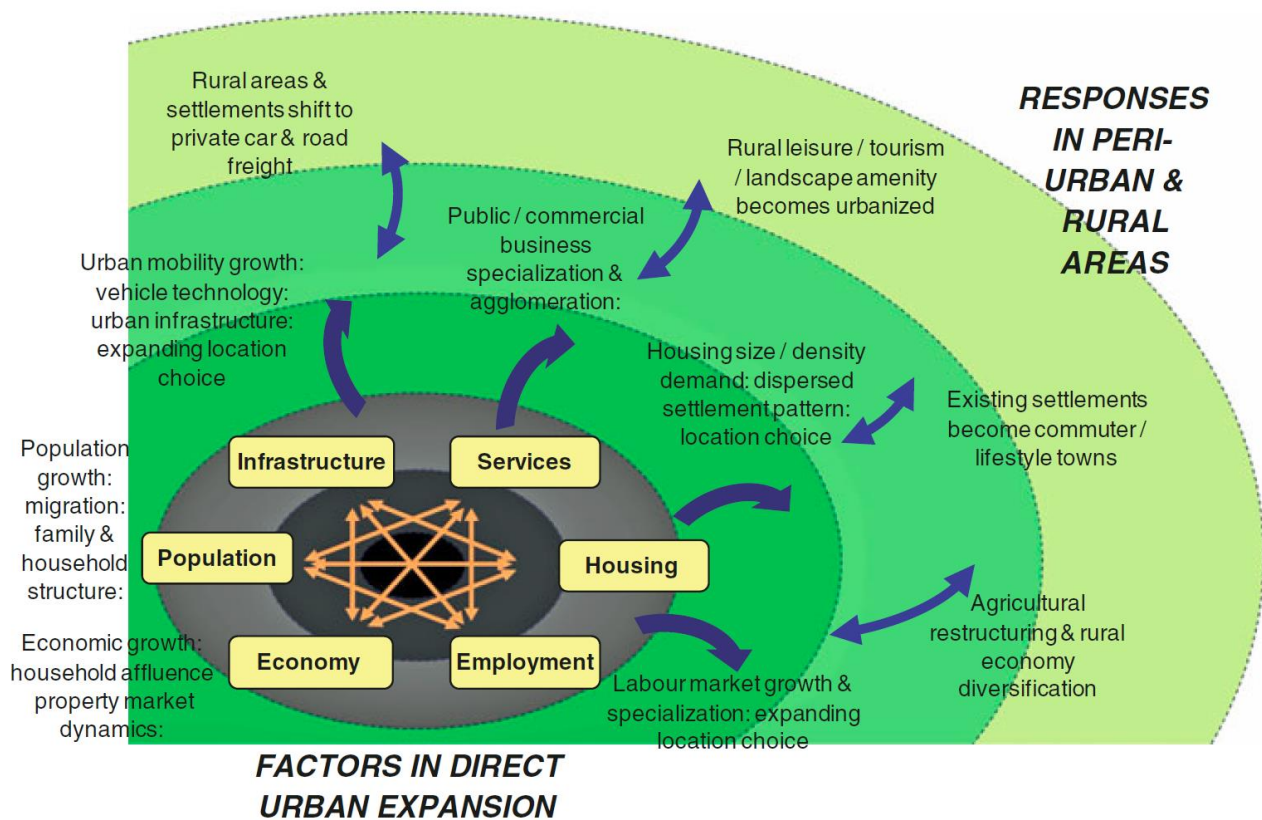 Rural areas &
settlements shift to
private car & road
freight
RESPONSES
IN PERI-
URBAN &
RURAL
AREAS
Rural leisure / tourism
/ landscape amenity
becomes urbanized
Public / commercial
business
specialization &
agglomeration:
Urban mobility growth:
vehicle technology:
urban infrastructure:
expanding location
choice
Housing size / density
demand: dispersed
settlement pattern:
location choice
Existing settlements
become commuter /
lifestyle towns
Infrastructure
Services
Population
growth:
migration:
family &
household
structure:
Population
Housing
Economy
Employment
Economic growth:
household affluence
property market
dynamics:
Agricultural
restructuring & rural
economy
diversification
Labour market growth &
specialization: expanding
location choice
FACTORS IN DIRECT
URBAN EXPANSION